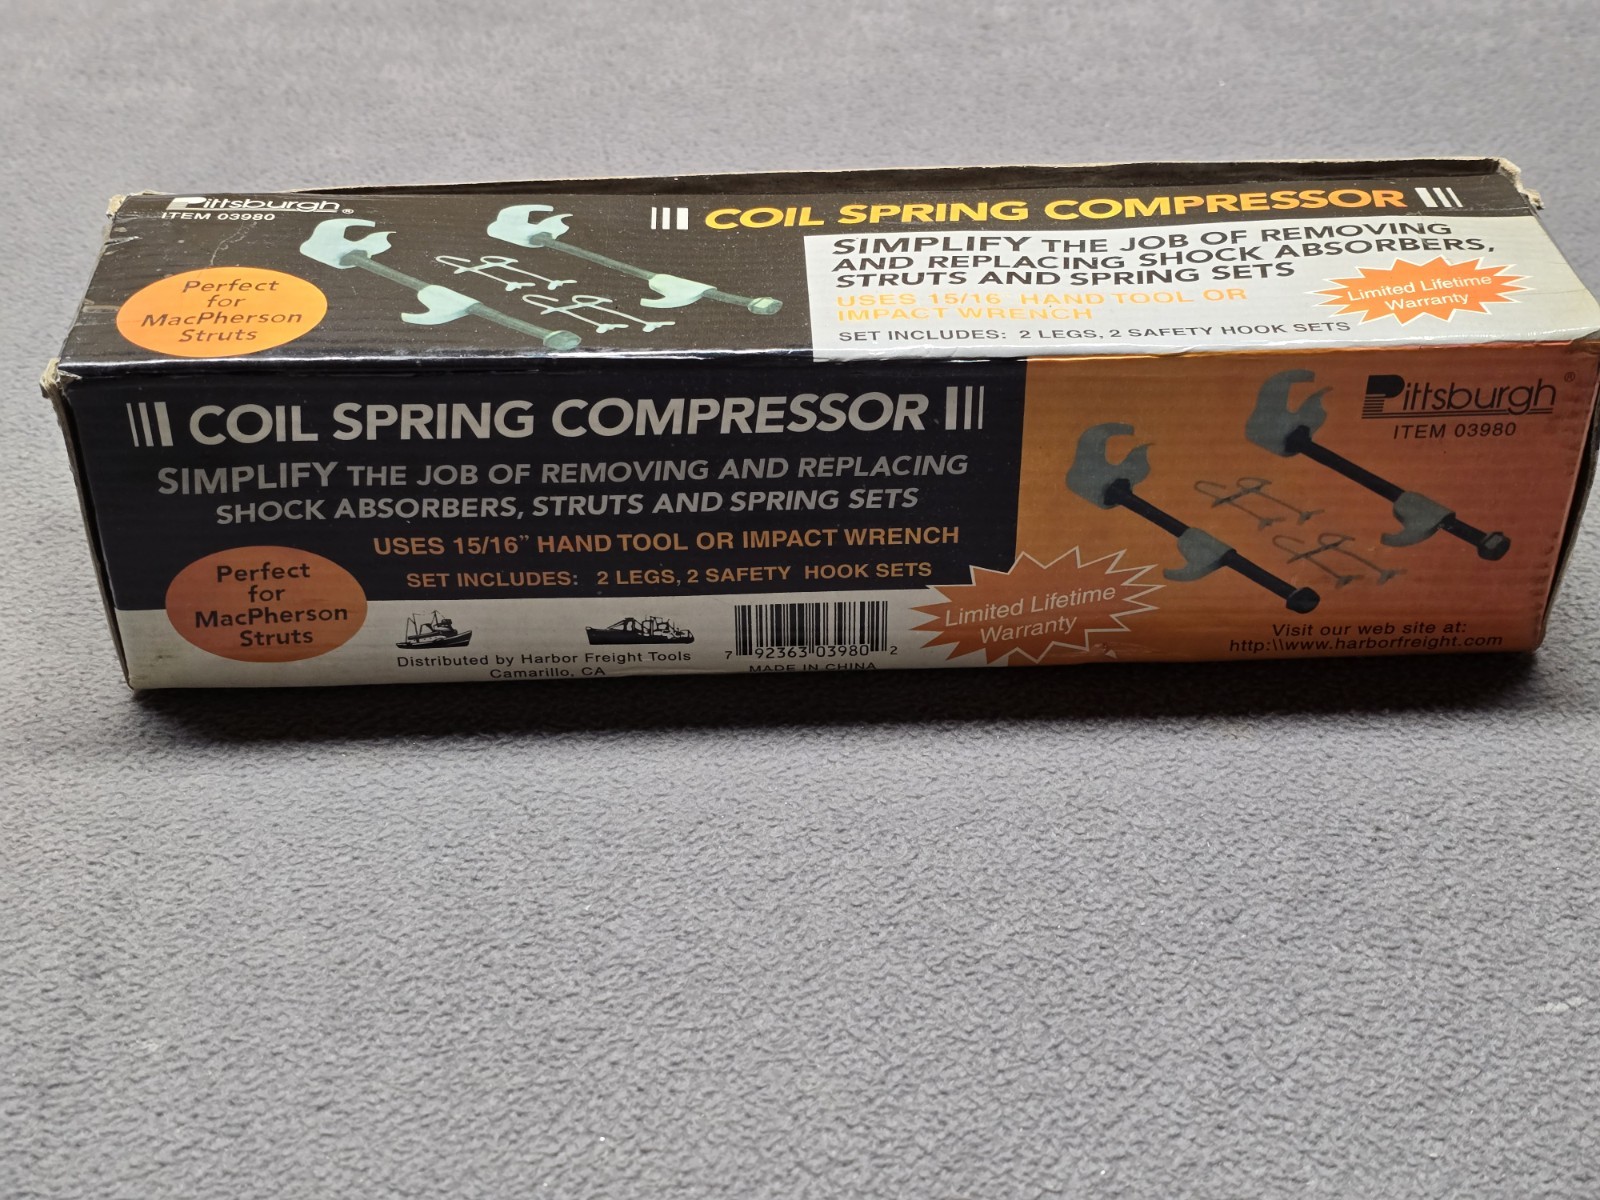 Pittsburgh®
ITEM 03980
Perfect
for
MacPherson
Struts
COIL SPRING COMPRESSOR
SIMPLIFY THE JOB OF REMOVING
AND REPLACING SHOCK ABSORBERS,
STRUTS AND SPRING SETS
USES 15/16 HAND TOOL OR
IMPACT WRENCH
SET INCLUDES: 2 LEGS, 2 SAFETY HOOK SETS
Limited Lifetime
Warranty
COIL SPRING COMPRESSOR
SIMPLIFY THE JOB OF REMOVING AND REPLACING
SHOCK ABSORBERS, STRUTS AND SPRING SETS
USES 15/16" HAND TOOL OR IMPACT WRENCH
SET INCLUDES: 2 LEGS, 2 SAFETY HOOK SETS
Perfect
for
MacPherson
Struts
Distributed by Harbor Freight Tools
Camarillo, CA
7 92363 03980 2
MADE IN CHINA
Limited Lifetime
Warranty
Pittsburgh®
ITEM 03980
Visit our web site at:
http:\\www.harborfreight.com